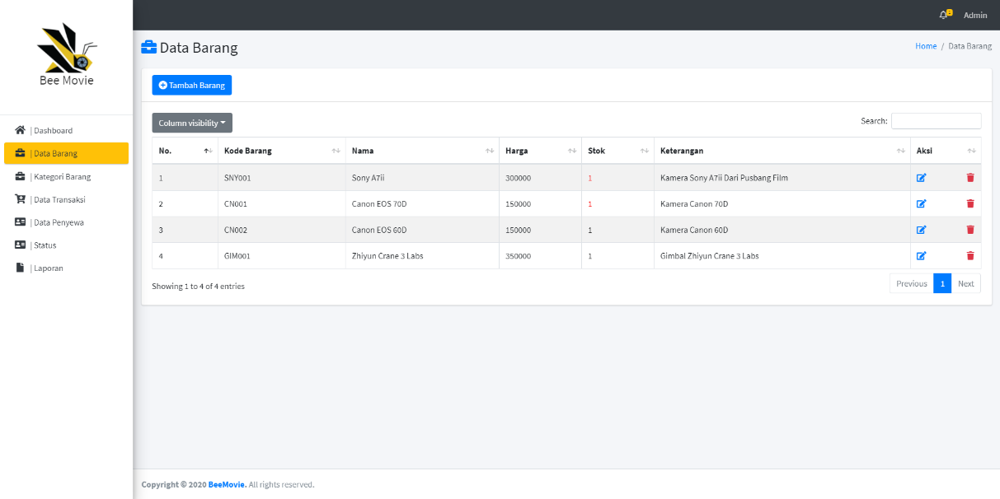 Admin
Bee Movie
| Dashboard
| Data Barang
| Kategori Barang
| Data Transaksi
| Data Penyewa
| Status
| Laporan
Data Barang
Home / Data Barang
Tambah Barang
Column visibility
Search:
No. Kode Barang Nama Harga Stok Keterangan Aksi
1 SNY001 Sony A7ii 300000 1 Kamera Sony A7ii Dari Pusbang Film
2 CN001 Canon EOS 70D 150000 1 Kamera Canon 70D
3 CN002 Canon EOS 60D 150000 1 Kamera Canon 60D
4 GIM001 Zhiyun Crane 3 Labs 350000 1 Gimbal Zhiyun Crane 3 Labs
Showing 1 to 4 of 4 entries
Previous 1 Next
Copyright © 2020 BeeMovie. All rights reserved.